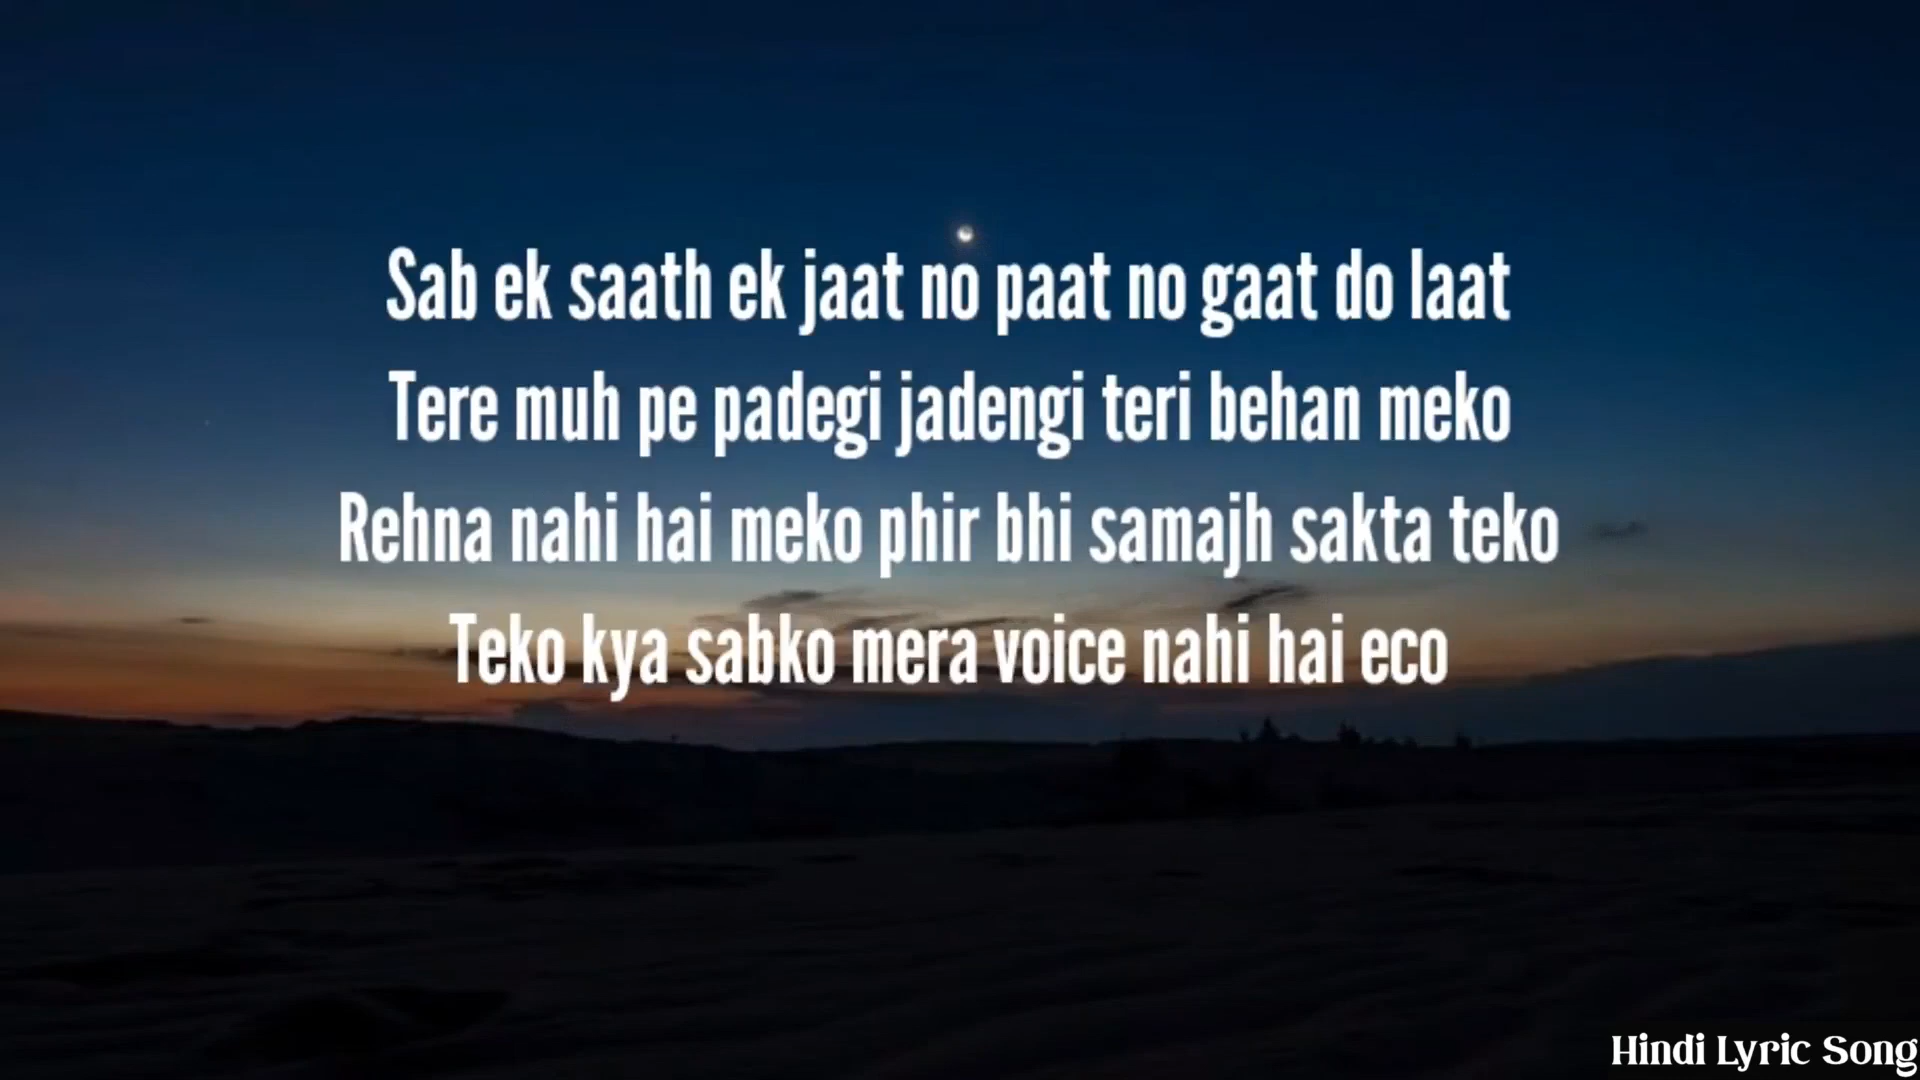 Sab ek saath ek jaat no paat no gaat do laat
Tere muh pe padegi jadengi teri behan meko
Rehna nahi hai meko phir bhi samajh sakta teko
Teko kya sabko mera voice nahi hai eco
Hindi Lyric Song